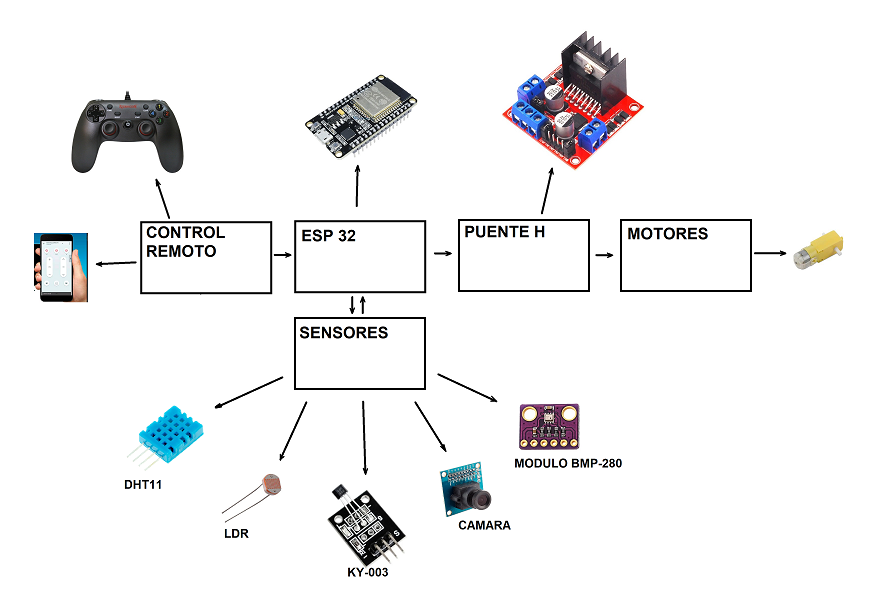 CONTROL
REMOTO
ESP 32
PUENTE H
MOTORES
SENSORES
DHT11
LDR
KY-003
CAMARA
MODULO BMP-280
S